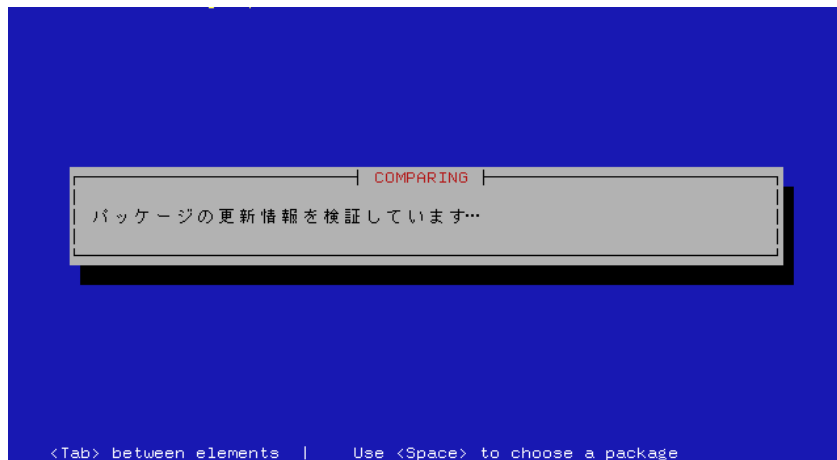 COMPARING
パッケージの更新情報を検証しています…
<Tab> between elements | Use <Space> to choose a package